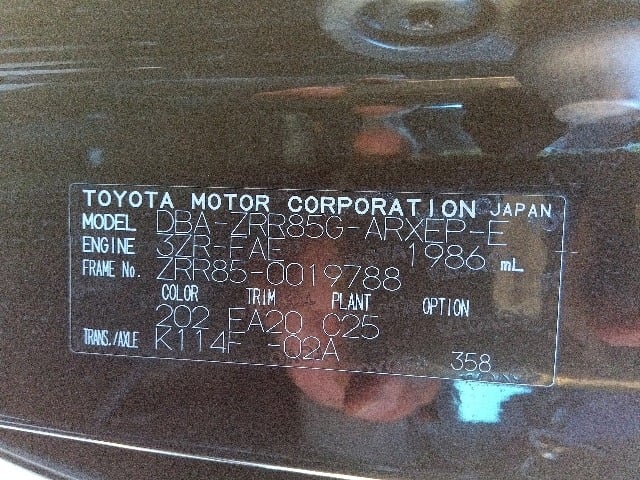 TOYOTA MOTOR CORPORATION JAPAN
MODEL DBA-ZRR85G-ARXEP-E
ENGINE 3ZR-FAE 1986 mL
FRAME No. ZRR85-0019788
COLOR TRIM PLANT OPTION
202 EA20 C25
TRANS./AXLE K114F -02A
358